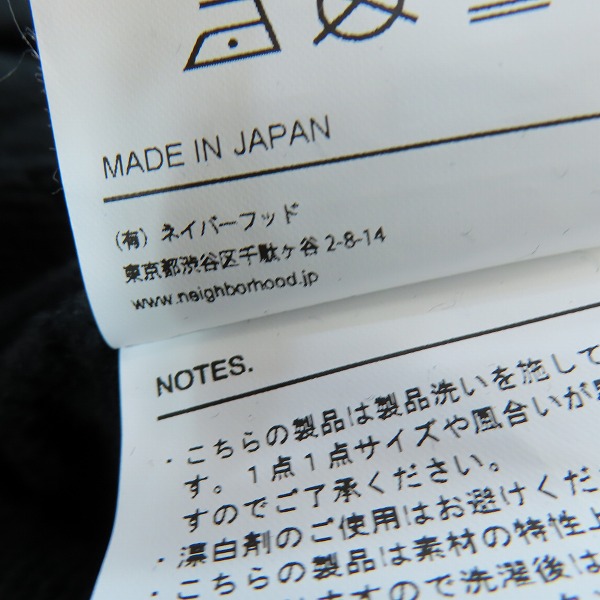 MADE IN JAPAN
(有) ネイバーフッド
東京都渋谷区千駄ヶ谷 2-8-14
www.neighborhood.jp
NOTES.
・こちらの製品は製品洗いを施して
す。1点1点サイズや風合いが
すのでご了承ください。
・漂白剤のご使用はお避けくだ
・こちらの製品は素材の特性上
ますので洗濯後は